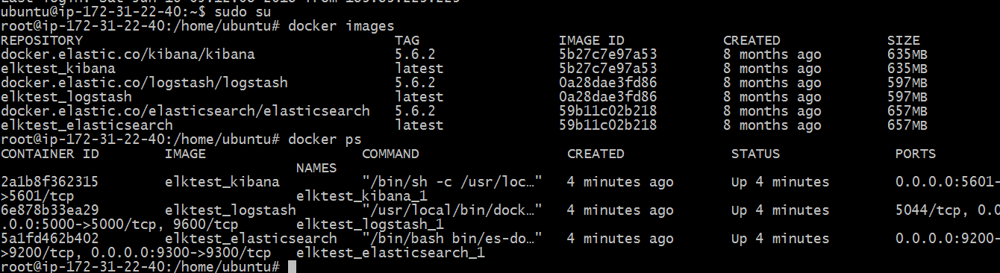 ubuntu@ip-172-31-22-40:~$ sudo su
root@ip-172-31-22-40:/home/ubuntu# docker images
REPOSITORY TAG IMAGE ID CREATED SIZE
docker.elastic.co/kibana/kibana 5.6.2 5b27c7e97a53 8 months ago 635MB
elktest_kibana latest 5b27c7e97a53 8 months ago 635MB
docker.elastic.co/logstash/logstash 5.6.2 0a28dae3fd86 8 months ago 597MB
elktest_logstash latest 0a28dae3fd86 8 months ago 597MB
docker.elastic.co/elasticsearch/elasticsearch 5.6.2 59b11c02b218 8 months ago 657MB
elktest_elasticsearch latest 59b11c02b218 8 months ago 657MB
root@ip-172-31-22-40:/home/ubuntu# docker ps
CONTAINER ID IMAGE COMMAND CREATED STATUS PORTS
NAMES
2a1b8f362315 elktest_kibana "/bin/sh -c /usr/loc…" 4 minutes ago Up 4 minutes 0.0.0.0:5601-
>5601/tcp elktest_kibana_1
6e878b33ea29 elktest_logstash "/usr/local/bin/dock…" 4 minutes ago Up 4 minutes 5044/tcp, 0.0
.0.0:5000->5000/tcp, 9600/tcp elktest_logstash_1
5a1fd462b402 elktest_elasticsearch "/bin/bash bin/es-do…" 4 minutes ago Up 4 minutes 0.0.0.0:9200-
>9200/tcp, 0.0.0.0:9300->9300/tcp elktest_elasticsearch_1
root@ip-172-31-22-40:/home/ubuntu#